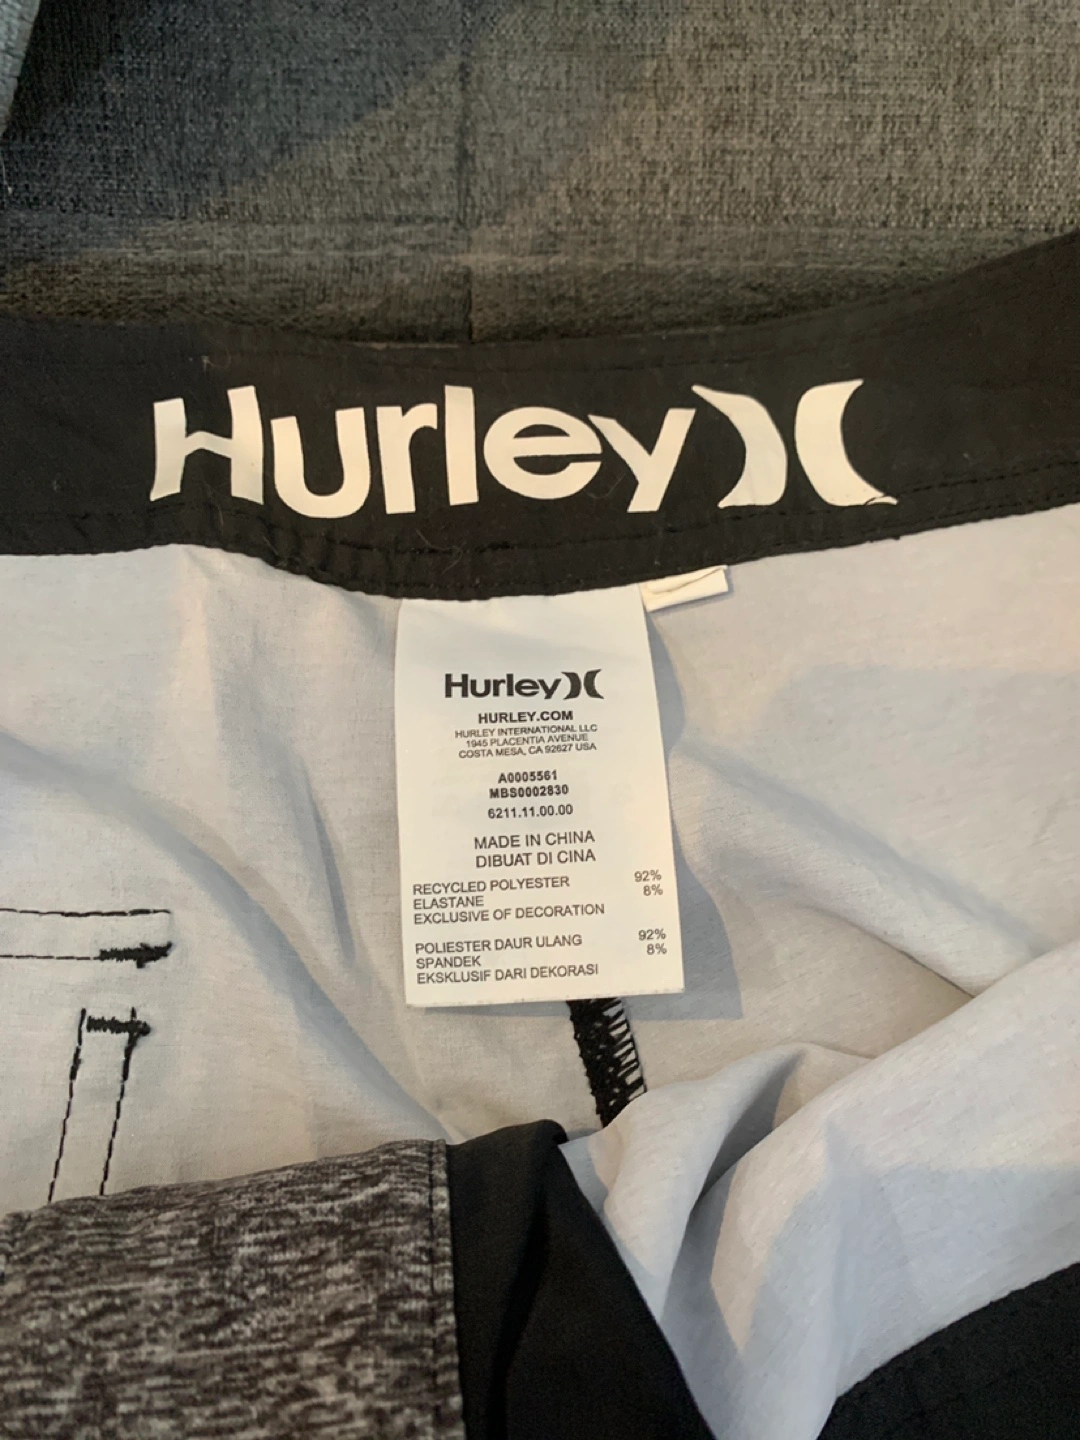 Hurley
Hurley
HURLEY.COM
HURLEY INTERNATIONAL LLC
1945 PLACENTIA AVENUE
COSTA MESA, CA 92627 USA
A0005561
MBS0002830
6211.11.00.00
MADE IN CHINA
DIBUAT DI CINA
RECYCLED POLYESTER 92%
ELASTANE 8%
EXCLUSIVE OF DECORATION
POLIESTER DAUR ULANG 92%
SPANDEK 8%
EKSKLUSIF DARI DEKORASI